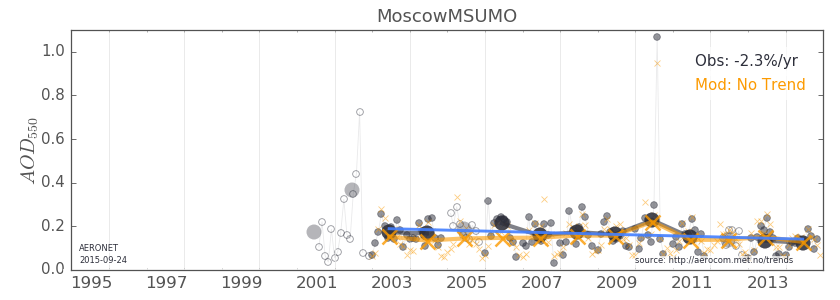 MoscowMSUMO
1.0
0.8
0.6
0.4
0.2
0.0
AOD550
Obs: -2.3%/yr
Mod: No Trend
AERONET
2015-09-24
source: http://aerocom.met.no/trends
1995 1997 1999 2001 2003 2005 2007 2009 2011 2013